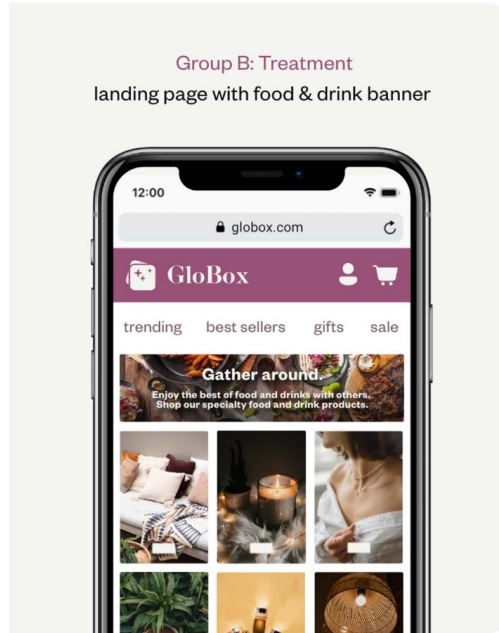 Group B: Treatment
landing page with food & drink banner
12:00
globox.com
GloBox
trending best sellers gifts sale
Gather around.
Enjoy the best of food and drinks with others.
Shop our specialty food and drink products.